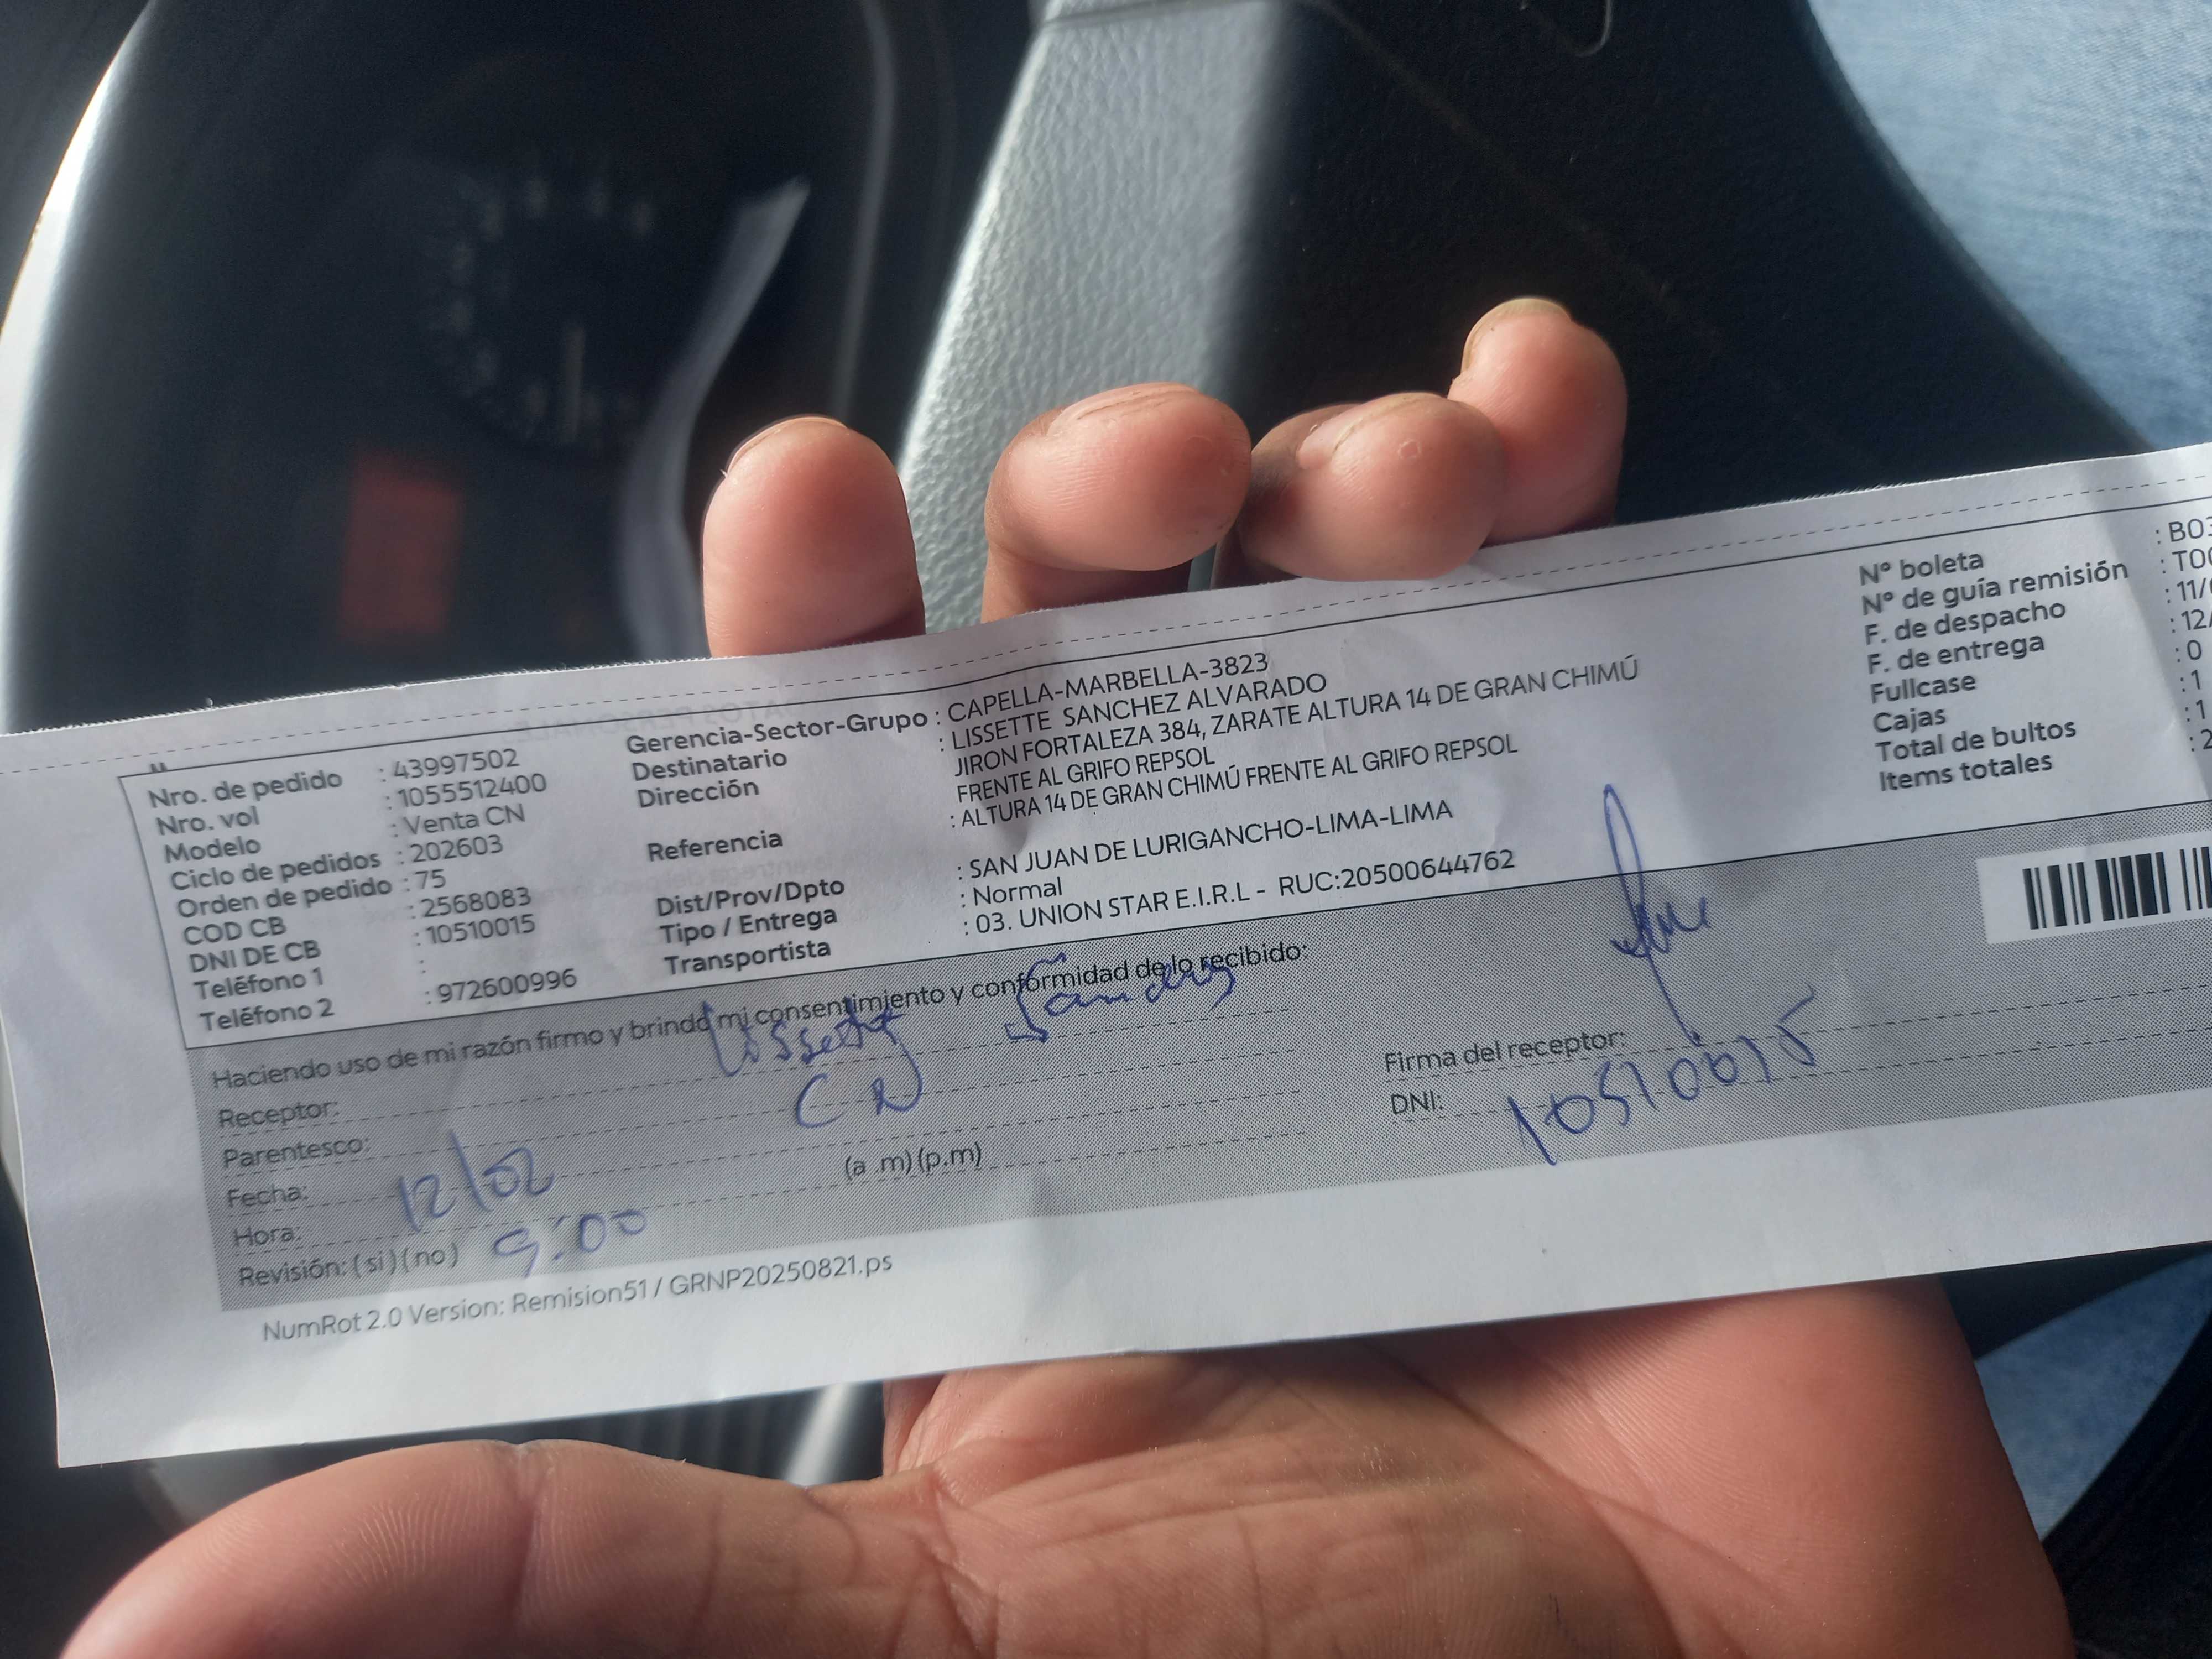 Nro. de pedido : 43997502
Nro. vol : 1055512400
Modelo : Venta CN
Ciclo de pedidos : 202603
Orden de pedido : 75
COD CB : 2568083
DNI DE CB : 10510015
Teléfono 1 :
Teléfono 2 : 972600996
Gerencia-Sector-Grupo : CAPELLA-MARBELLA-3823
Destinatario : LISSETTE SANCHEZ ALVARADO
Dirección JIRON FORTALEZA 384, ZARATE ALTURA 14 DE GRAN CHIMÚ
FRENTE AL GRIFO REPSOL
Referencia : ALTURA 14 DE GRAN CHIMÚ FRENTE AL GRIFO REPSOL
Dist/Prov/Dpto : SAN JUAN DE LURIGANCHO-LIMA-LIMA
Tipo / Entrega : Normal
Transportista : 03. UNION STAR E.I.R.L - RUC:20500644762
Nº boleta : B03
Nº de guía remisión : T00
F. de despacho : 11/
F. de entrega : 12/
Fullcase : 0
Cajas : 1
Total de bultos : 1
Items totales : 2
Haciendo uso de mi razón firmo y brindo mi consentimiento y conformidad de lo recibido:
Receptor: Lissette
Parentesco: CN
Fecha: 12/02
Hora: 9:00 (a .m) (p.m)
Revisión: ( si ) ( no )
Firma del receptor:
DNI: 10510015
NumRot 2.0 Version: Remision51 / GRNP20250821.ps